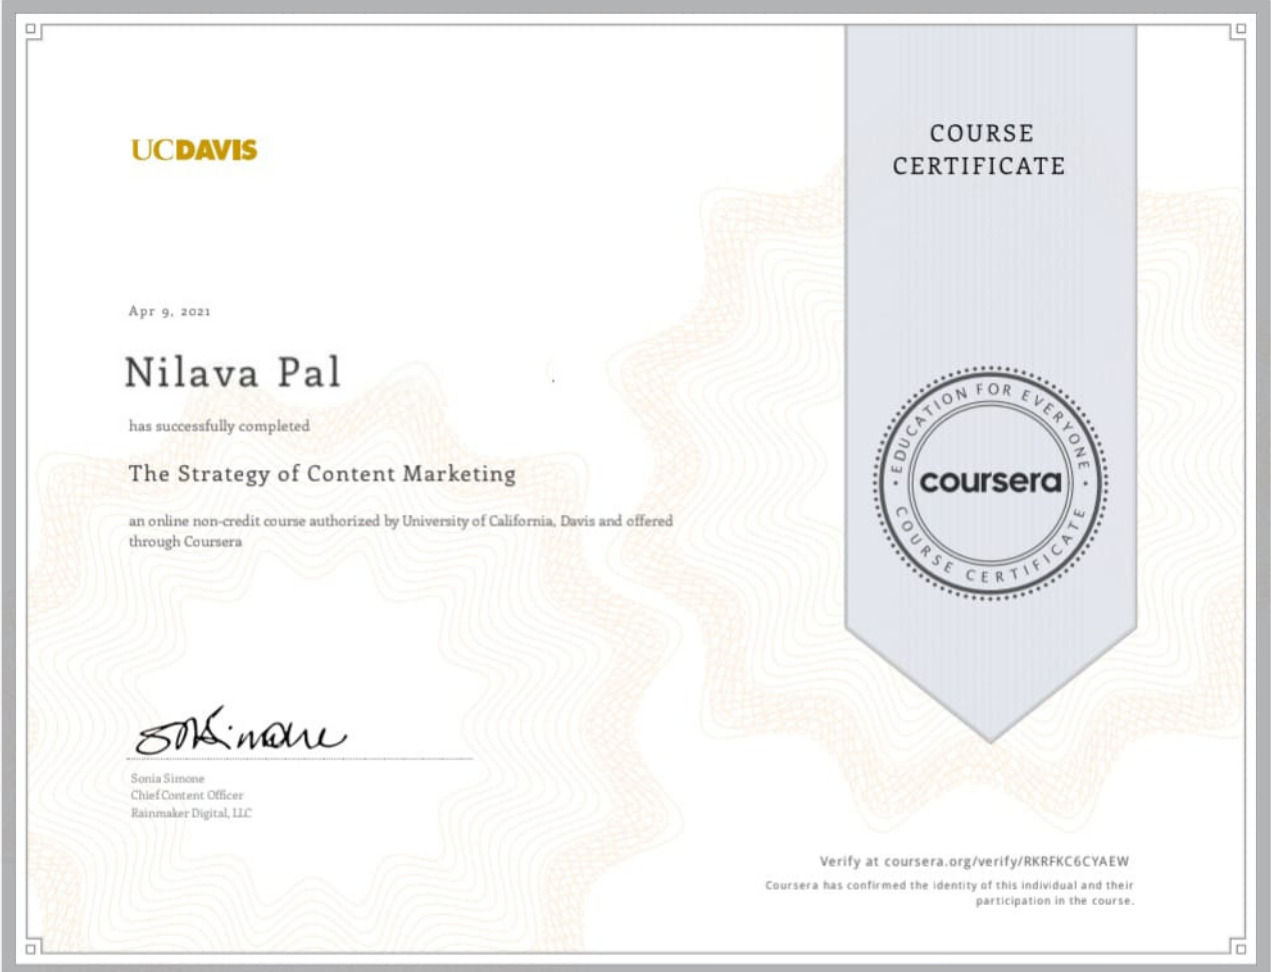 UCDAVIS
COURSE
CERTIFICATE
Apr 9, 2021
Nilava Pal
has successfully completed
The Strategy of Content Marketing
an online non-credit course authorized by University of California, Davis and offered
through Coursera
EDUCATION FOR EVERYONE
coursera
COURSE CERTIFICATE
Sonia Simone
Chief Content Officer
Rainmaker Digital, LLC
Verify at coursera.org/verify/RKRFKC6CYAEW
Coursera has confirmed the identity of this individual and their
participation in the course.